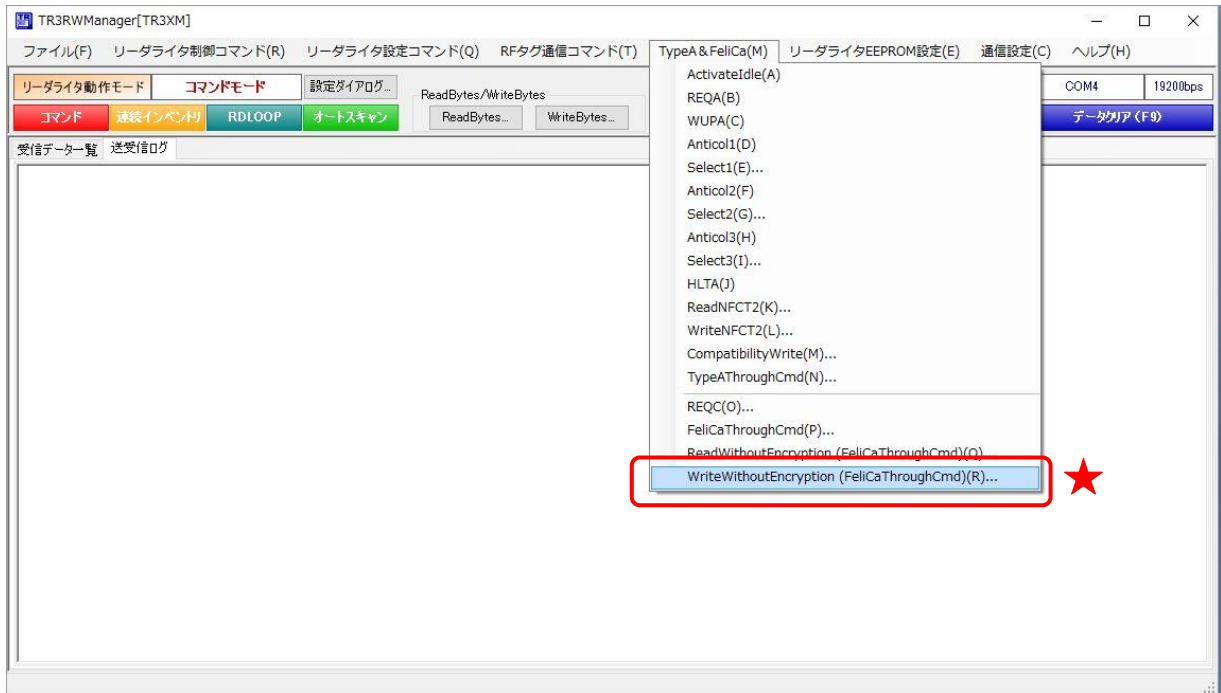 TR3RWManager[TR3XM]
ファイル(F) リーダライタ制御コマンド(R) リーダライタ設定コマンド(Q) RFタグ通信コマンド(T) TypeA&FeliCa(M) リーダライタEEPROM設定(E) 通信設定(C) ヘルプ(H)
リーダライタ動作モード コマンドモード 設定ダイアログ... ReadBytes/WriteBytes COM4 19200bps
コマンド 連続インベントリ RDLOOP オートスキャン ReadBytes... WriteBytes... データクリア(F9)
受信データ一覧 送受信ログ
ActivateIdle(A)
REQA(B)
WUPA(C)
Anticol1(D)
Select1(E)...
Anticol2(F)
Select2(G)...
Anticol3(H)
Select3(I)...
HLTA(J)
ReadNFCT2(K)...
WriteNFCT2(L)...
CompatibilityWrite(M)...
TypeAThroughCmd(N)...
REQC(O)...
FeliCaThroughCmd(P)...
ReadWithoutEncryption (FeliCaThroughCmd)(Q)...
WriteWithoutEncryption (FeliCaThroughCmd)(R)...